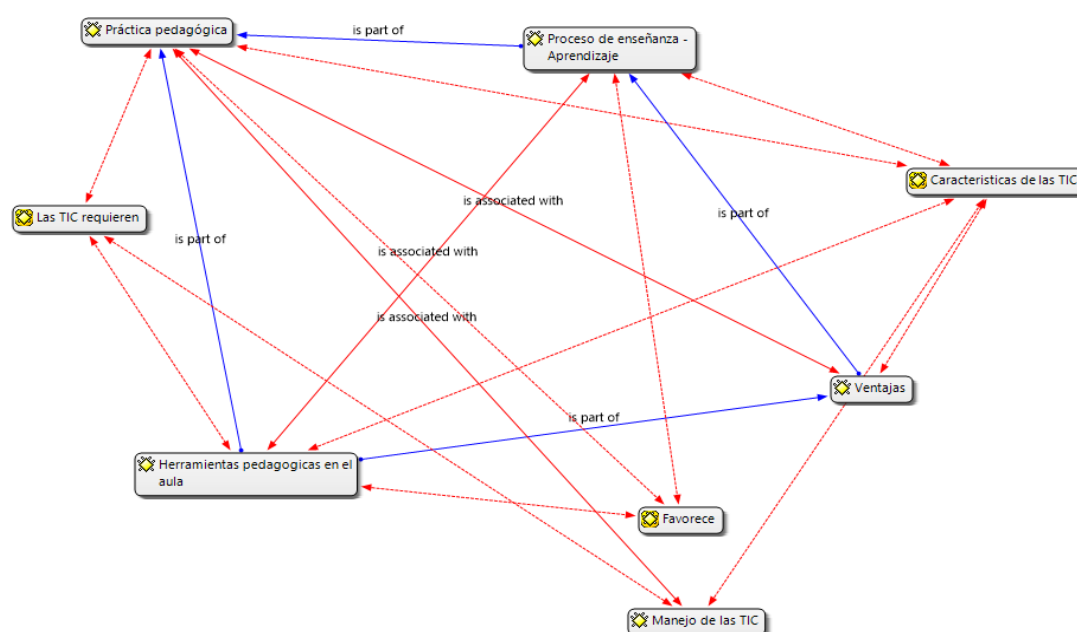 Práctica pedagógica
is part of
Proceso de enseñanza -
Aprendizaje
Caracteristicas de las TIC
is associated with
Las TIC requieren
is part of
is part of
is associated with
is associated with
Ventajas
is part of
Herramientas pedagogicas en el
aula
Favorece
Manejo de las TIC